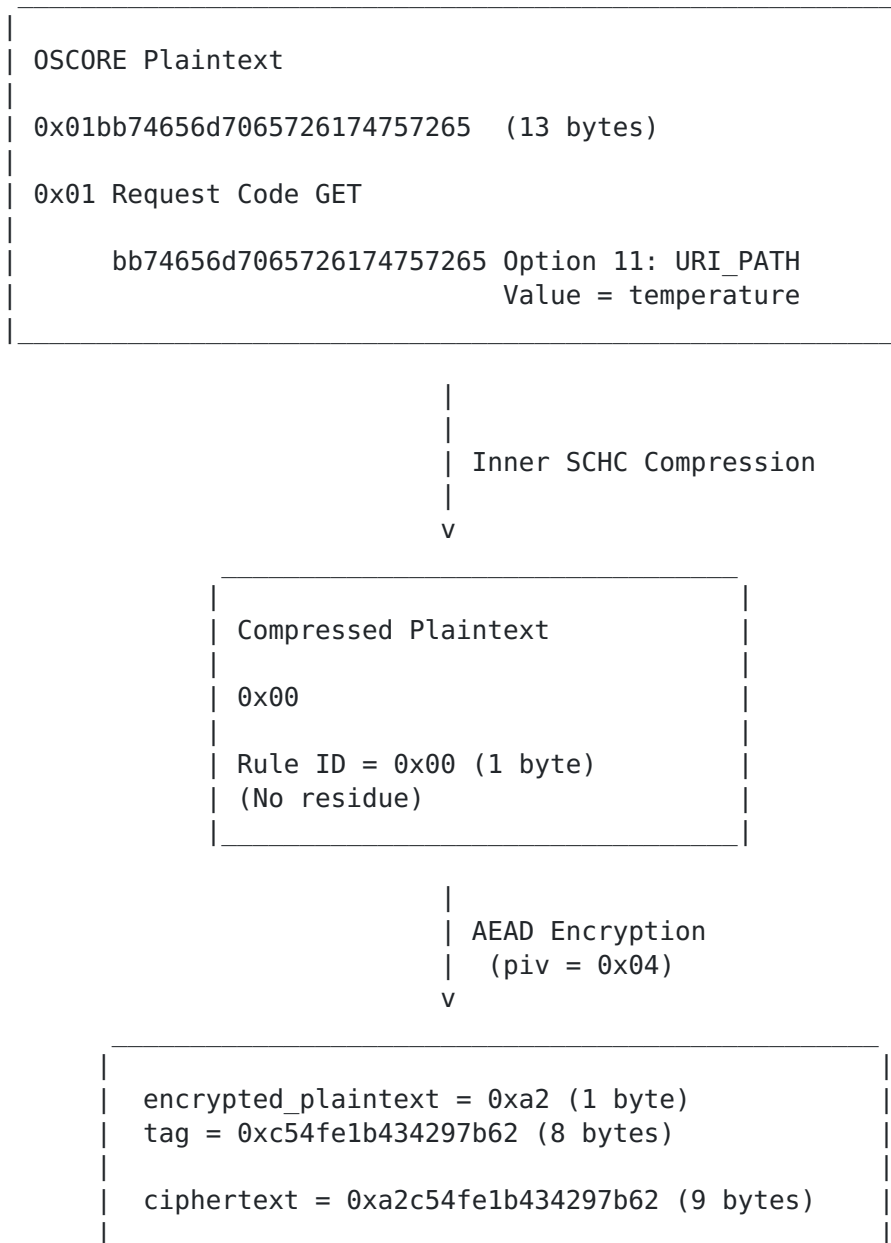 OSCORE Plaintext
0x01bb74656d7065726174757265  (13 bytes)
0x01 Request Code GET
bb74656d7065726174757265 Option 11: URI_PATH
Value = temperature
Inner SCHC Compression
v
Compressed Plaintext
0x00
Rule ID = 0x00 (1 byte)
(No residue)
AEAD Encryption
(piv = 0x04)
v
encrypted_plaintext = 0xa2 (1 byte)
tag = 0xc54fe1b434297b62 (8 bytes)
ciphertext = 0xa2c54fe1b434297b62 (9 bytes)